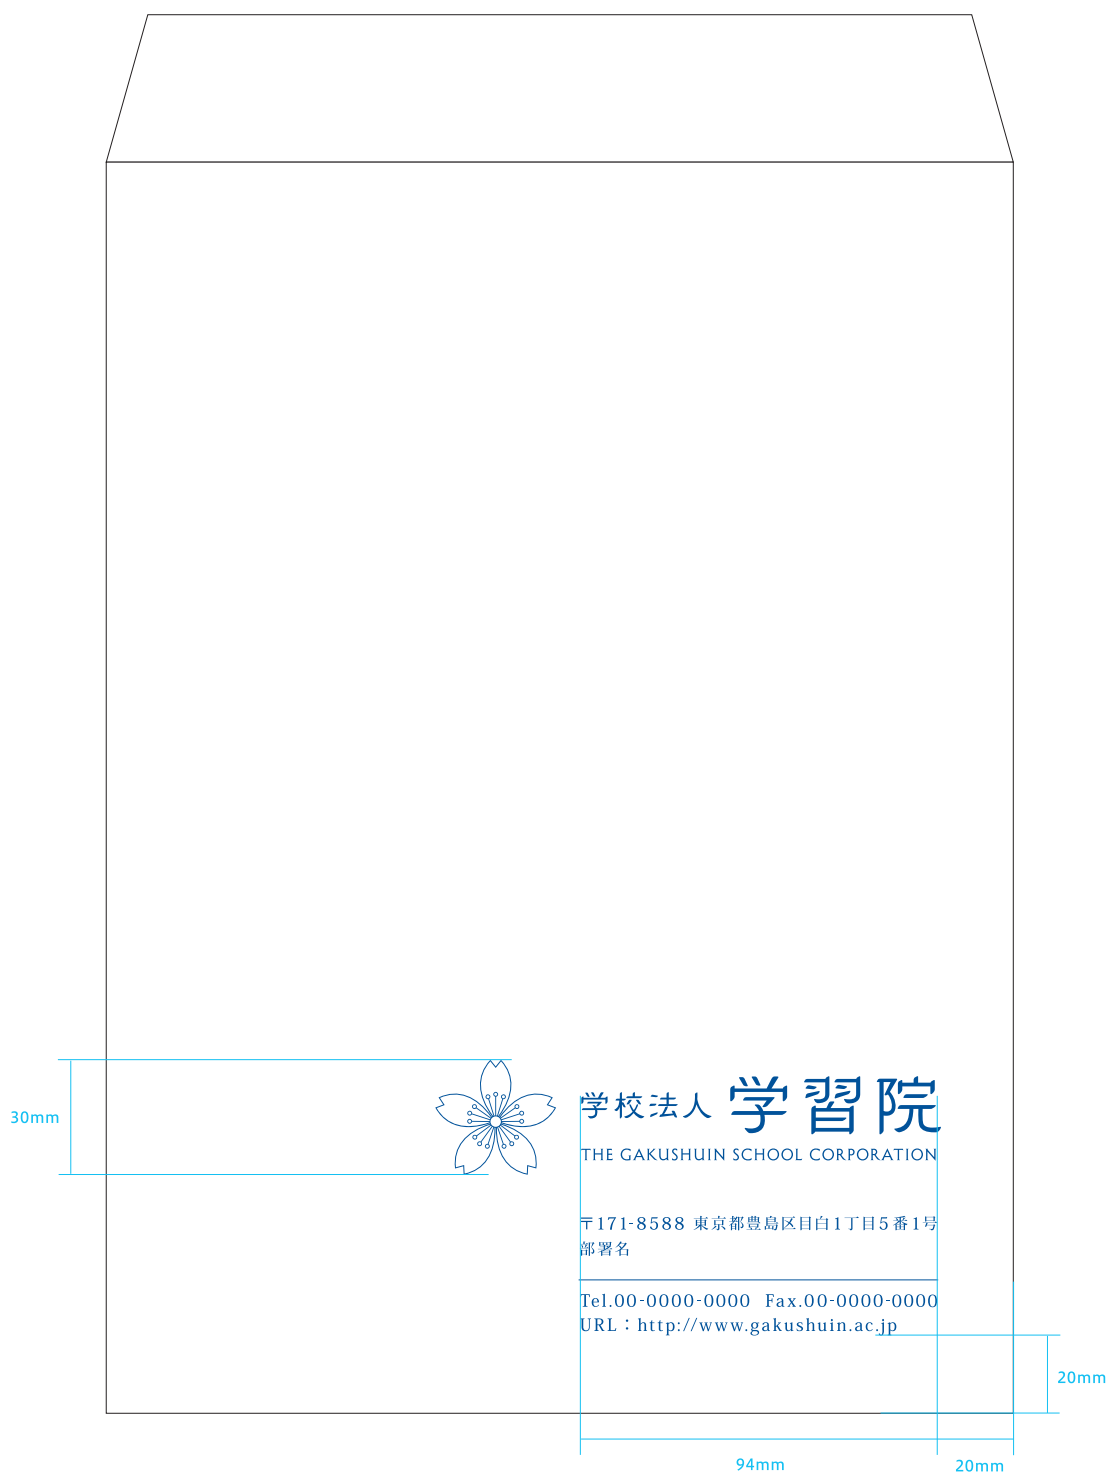 30mm
学校法人 学習院
THE GAKUSHUIN SCHOOL CORPORATION
〒171-8588 東京都豊島区目白1丁目5番1号
部署名
Tel.00-0000-0000 Fax.00-0000-0000
URL：http://www.gakushuin.ac.jp
20mm
94mm
20mm